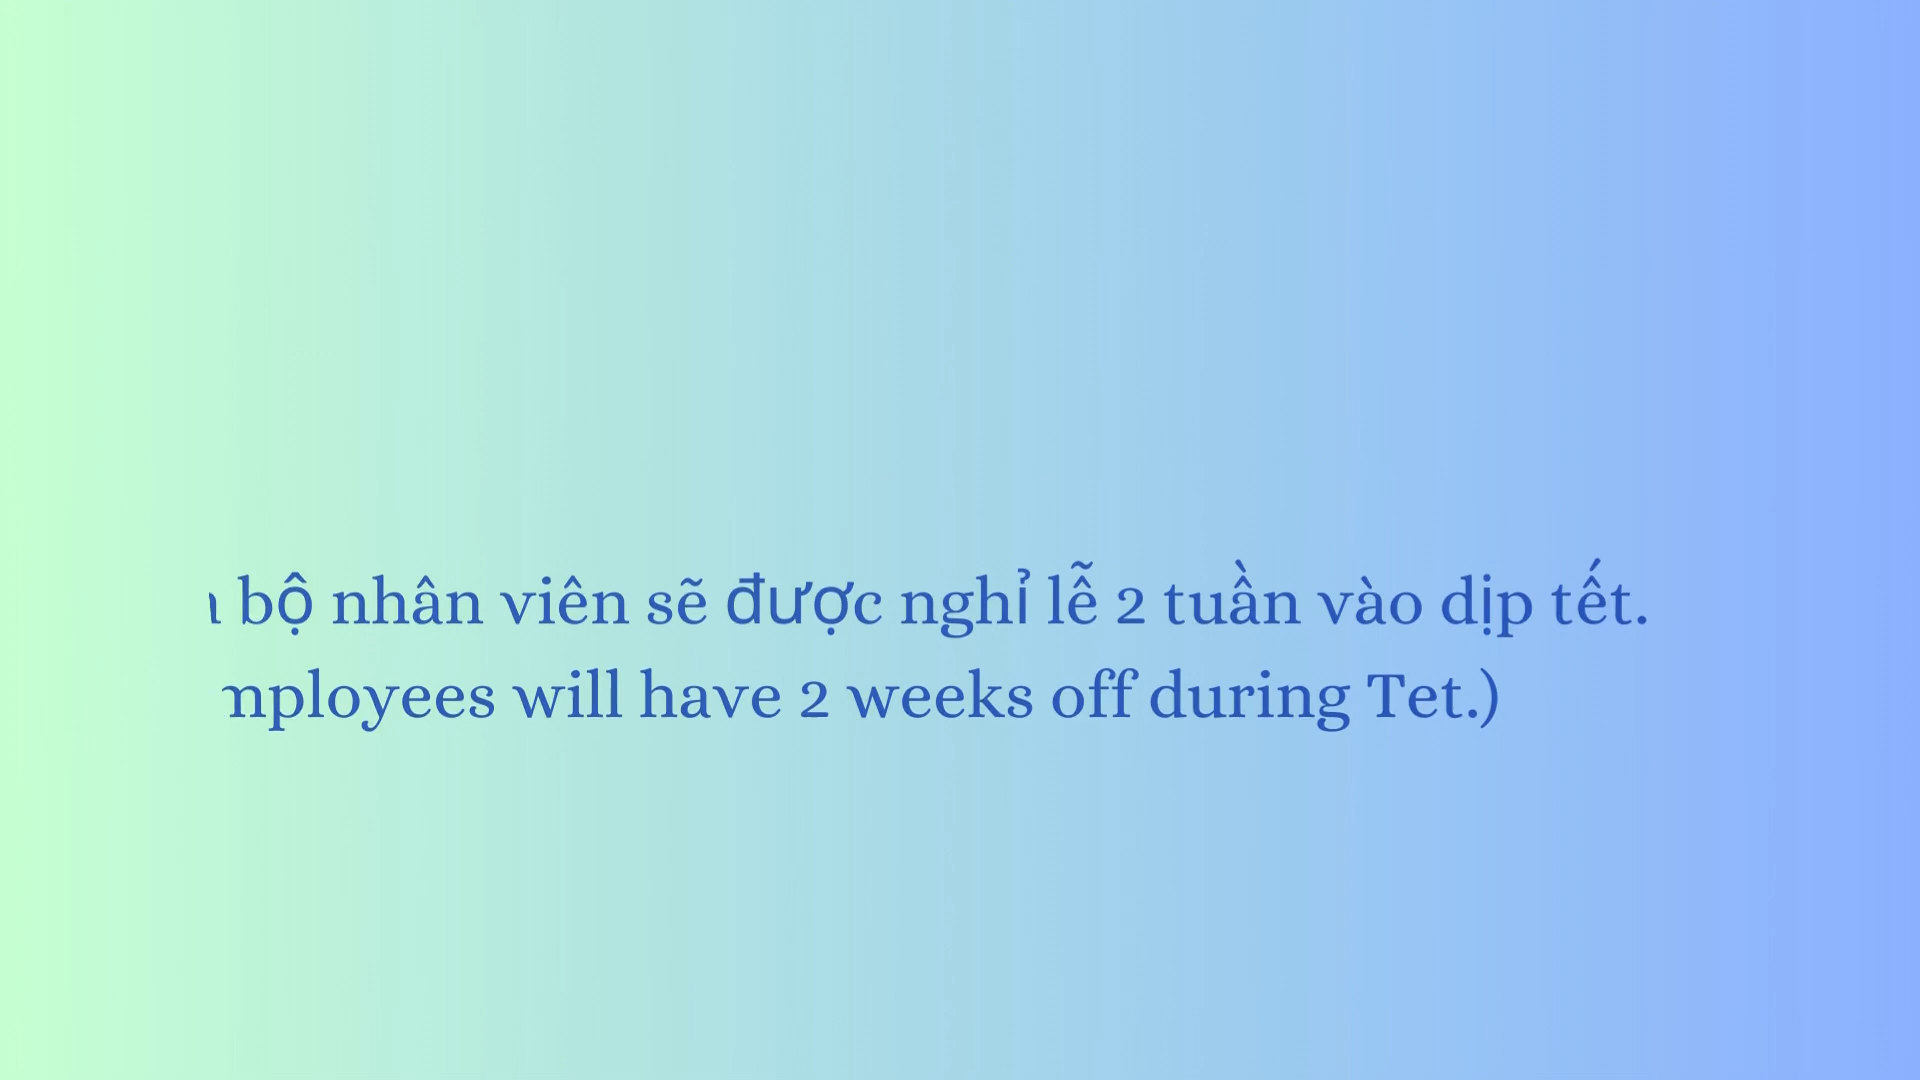 bộ nhân viên sẽ được nghỉ lễ 2 tuần vào dịp tết.
will have 2 weeks off during Tet.)